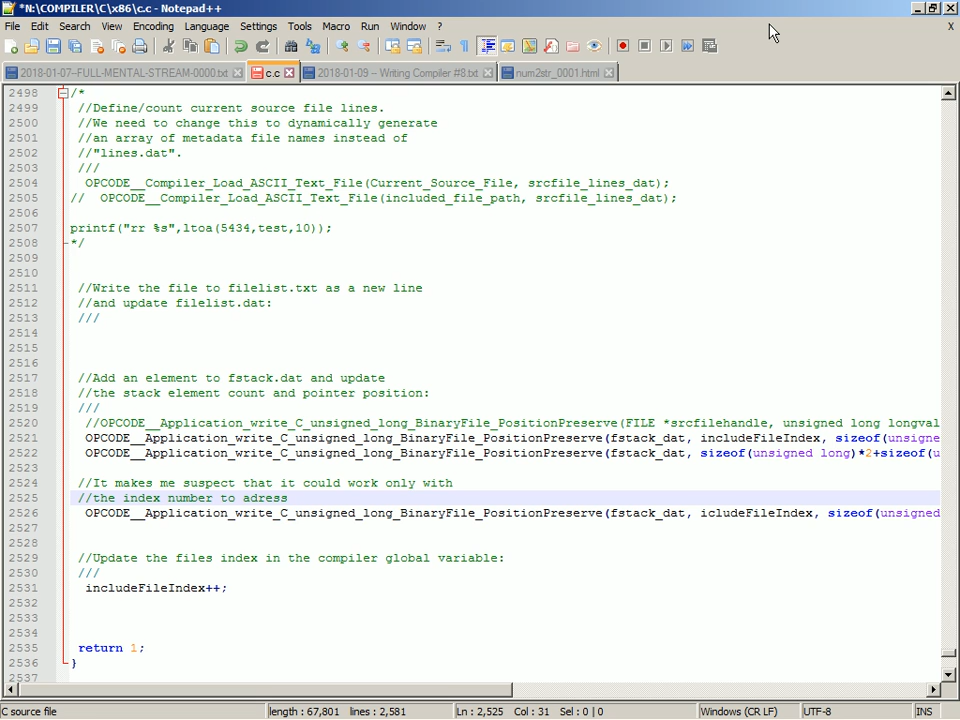 *N:\COMPILER\C\x86\c.c - Notepad++
File Edit Search View Encoding Language Settings Tools Macro Run Window ? X
2018-01-07--FULL-MENTAL-STREAM-0000.txt c.c 2018-01-09 -- Writing Compiler #8.txt num2str_0001.html
2498 /*
2499 //Define/count current source file lines.
2500 //We need to change this to dynamically generate
2501 //an array of metadata file names instead of
2502 //"lines.dat".
2503 ///
2504 OPCODE__Compiler_Load_ASCII_Text_File(Current_Source_File, srcfile_lines_dat);
2505 // OPCODE__Compiler_Load_ASCII_Text_File(included_file_path, srcfile_lines_dat);
2506
2507 printf("rr %s",ltoa(5434,test,10));
2508 */
2509
2510
2511 //Write the file to filelist.txt as a new line
2512 //and update filelist.dat:
2513 ///
2514
2515
2516
2517 //Add an element to fstack.dat and update
2518 //the stack element count and pointer position:
2519 ///
2520 //OPCODE__Application_write_C_unsigned_long_BinaryFile_PositionPreserve(FILE *srcfilehandle, unsigned long longval
2521 OPCODE__Application_write_C_unsigned_long_BinaryFile_PositionPreserve(fstack_dat, includeFileIndex, sizeof(unsigne
2522 OPCODE__Application_write_C_unsigned_long_BinaryFile_PositionPreserve(fstack_dat, sizeof(unsigned long)*2+sizeof(u
2523
2524 //It makes me suspect that it could work only with
2525 //the index number to adress
2526 OPCODE__Application_write_C_unsigned_long_BinaryFile_PositionPreserve(fstack_dat, icludeFileIndex, sizeof(unsigned
2527
2528
2529 //Update the files index in the compiler global variable:
2530 ///
2531 includeFileIndex++;
2532
2533
2534
2535 return 1;
2536 }
2537
C source file length : 67,801 lines : 2,581 Ln : 2,525 Col : 31 Sel : 0 | 0 Windows (CR LF) UTF-8 INS